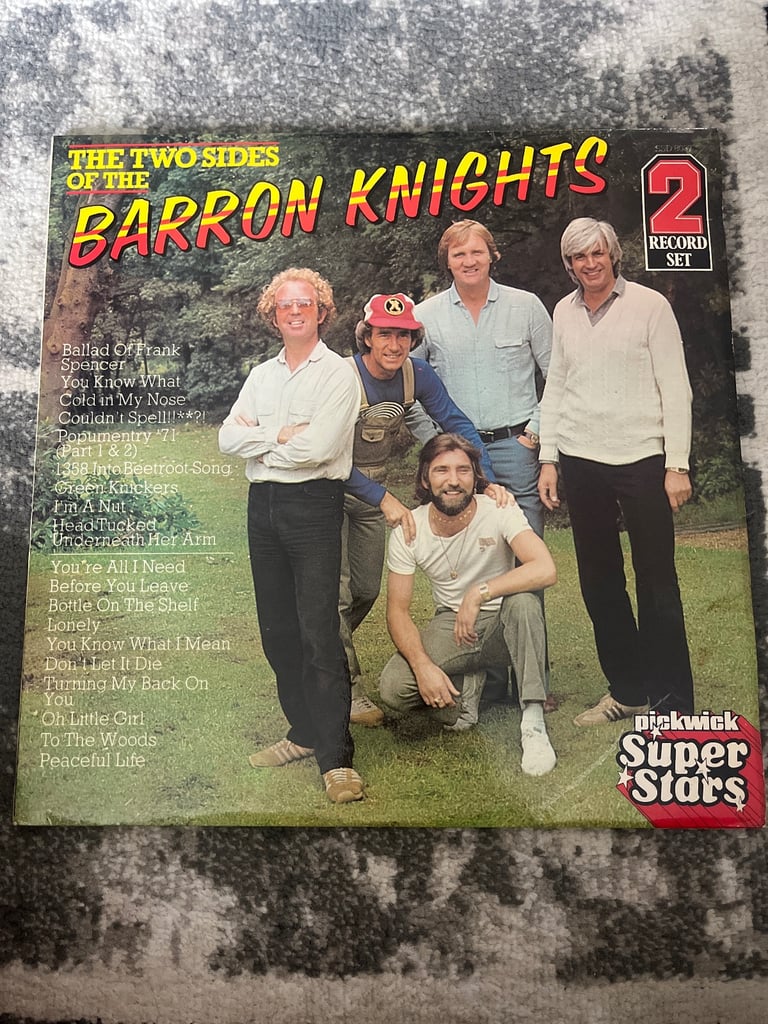 THE TWO SIDES
OF THE
BARRON KNIGHTS
2
RECORD
SET
Ballad Of Frank
Spencer
You Know What
Cold in My Nose
Couldn't Spell!!**?!
Popumentry '71
(Part 1 & 2)
1358 Into Beetroot Song
Green Knickers
I'm A Nut
Head Tucked
Underneath Her Arm
You're All I Need
Before You Leave
Bottle On The Shelf
Lonely
You Know What I Mean
Don't Let It Die
Turning My Back On
You
Oh Little Girl
To The Woods
Peaceful Life
pickwick
Super
Stars